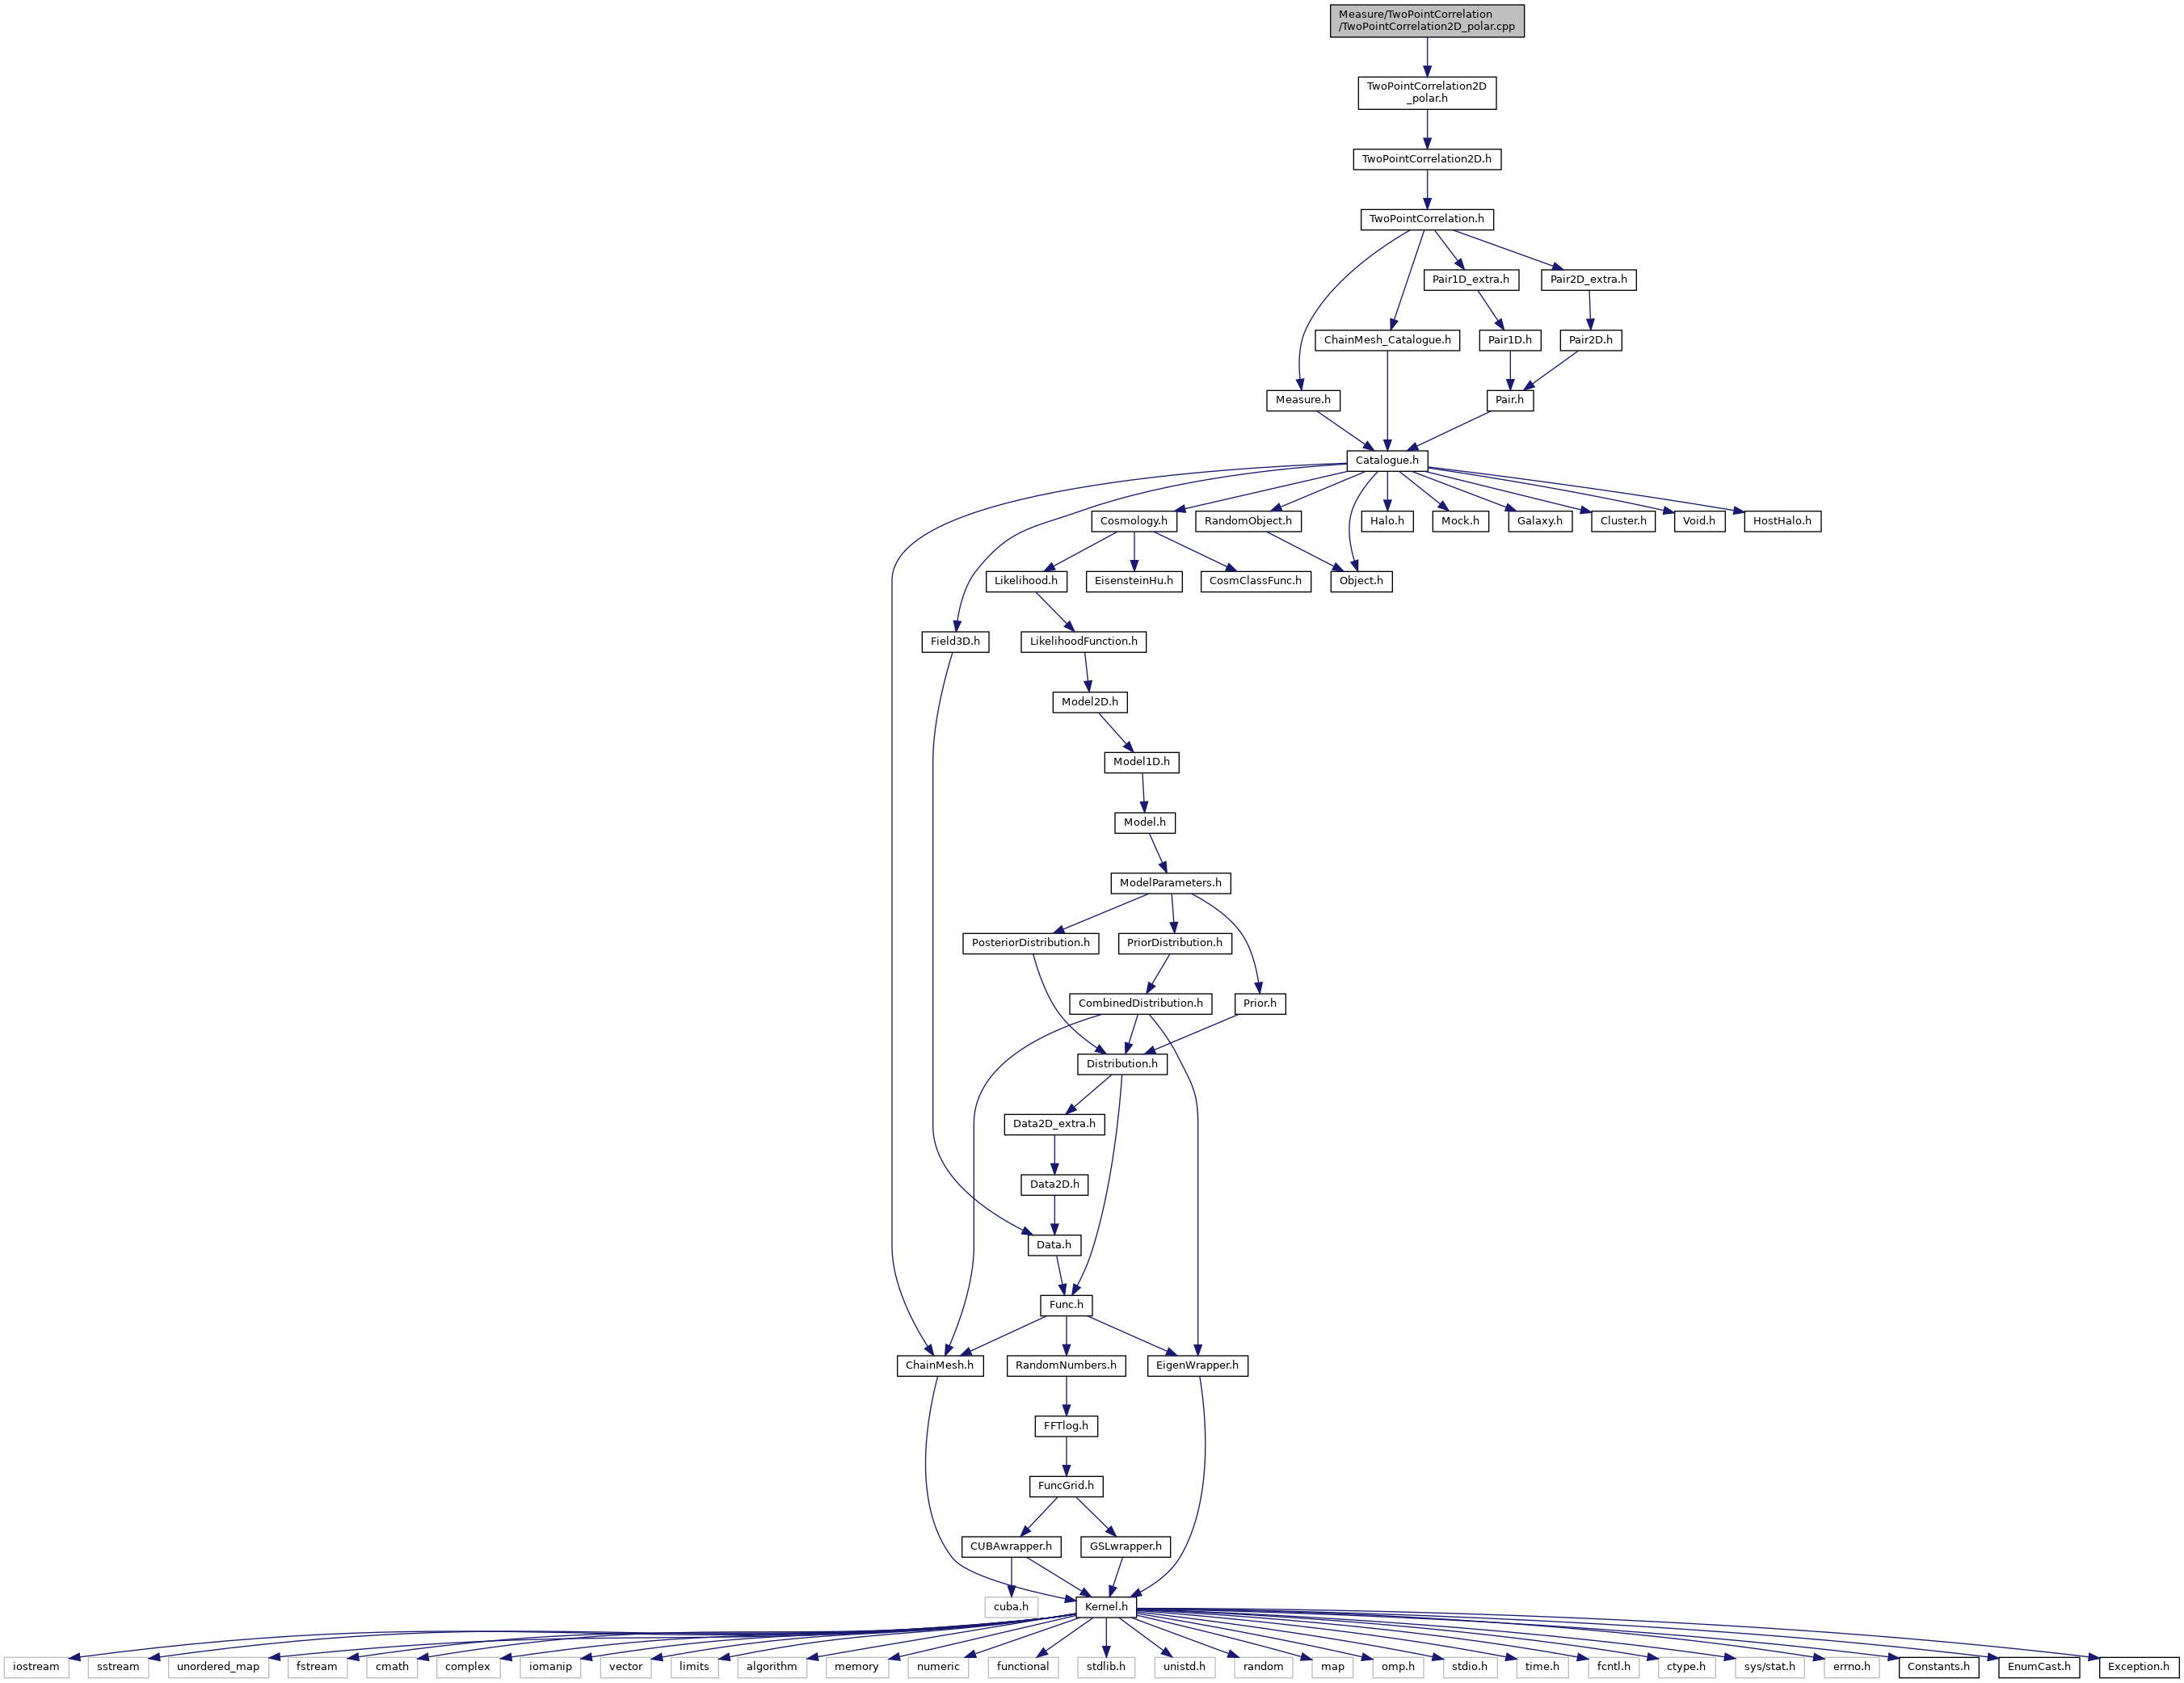 Measure/TwoPointCorrelation
/TwoPointCorrelation2D_polar.cpp
TwoPointCorrelation2D
_polar.h
TwoPointCorrelation2D.h
TwoPointCorrelation.h
Pair1D_extra.h
Pair2D_extra.h
ChainMesh_Catalogue.h
Pair1D.h
Pair2D.h
Measure.h
Pair.h
Catalogue.h
Cosmology.h
RandomObject.h
Halo.h
Mock.h
Galaxy.h
Cluster.h
Void.h
HostHalo.h
Likelihood.h
EisensteinHu.h
CosmClassFunc.h
Object.h
Field3D.h
LikelihoodFunction.h
Model2D.h
Model1D.h
Model.h
ModelParameters.h
PosteriorDistribution.h
PriorDistribution.h
CombinedDistribution.h
Prior.h
Distribution.h
Data2D_extra.h
Data2D.h
Data.h
Func.h
ChainMesh.h
RandomNumbers.h
EigenWrapper.h
FFTlog.h
FuncGrid.h
CUBAwrapper.h
GSLwrapper.h
cuba.h
Kernel.h
iostream
sstream
unordered_map
fstream
cmath
complex
iomanip
vector
limits
algorithm
memory
numeric
functional
stdlib.h
unistd.h
random
map
omp.h
stdio.h
time.h
fcntl.h
ctype.h
sys/stat.h
errno.h
Constants.h
EnumCast.h
Exception.h